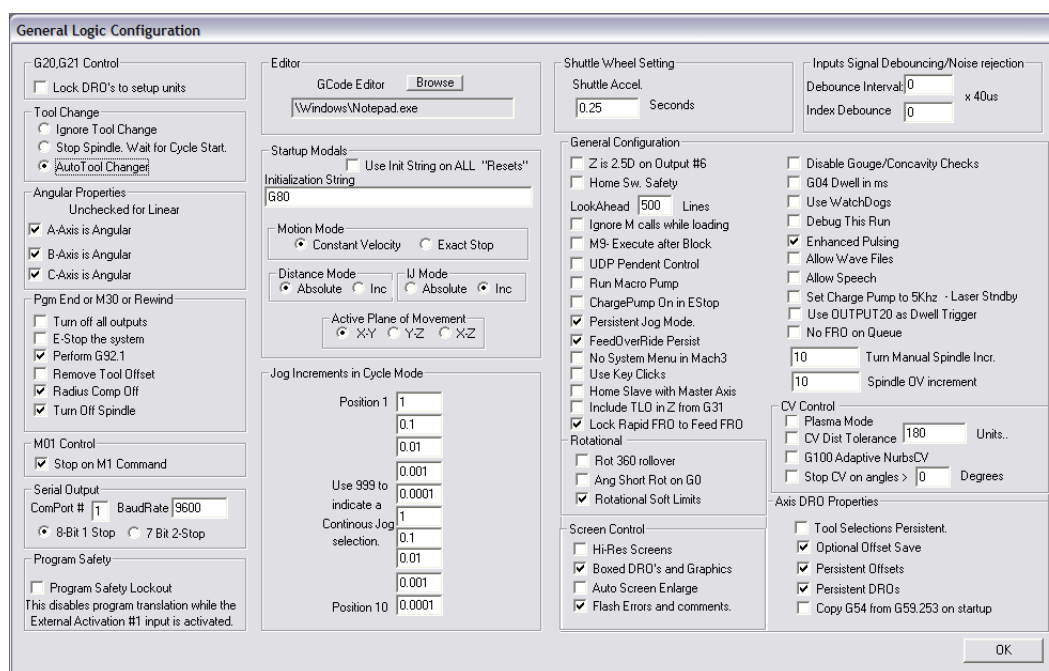 General Logic Configuration
G20,G21 Control
Lock DRO's to setup units
Tool Change
Ignore Tool Change
Stop Spindle. Wait for Cycle Start.
AutoTool Changer
Angular Properties
Unchecked for Linear
A-Axis is Angular
B-Axis is Angular
C-Axis is Angular
Pgm End or M30 or Rewind
Turn off all outputs
E-Stop the system
Perform G92.1
Remove Tool Offset
Radius Comp Off
Turn Off Spindle
M01 Control
Stop on M1 Command
Serial Output
ComPort # 1 BaudRate 9600
8-Bit 1 Stop 7 Bit 2-Stop
Program Safety
Program Safety Lockout
This disables program translation while the
External Activation #1 input is activated.
Editor
GCode Editor Browse
\Windows\Notepad.exe
Startup Modals
Use Init String on ALL "Resets"
Initialization String
G80
Motion Mode
Constant Velocity Exact Stop
Distance Mode
Absolute Inc
IJ Mode
Absolute Inc
Active Plane of Movement
X-Y Y-Z X-Z
Jog Increments in Cycle Mode
Position 1 1
0.1
0.01
0.001
Use 999 to 0.0001
indicate a
Continous Jog 1
selection. 0.1
0.01
0.001
Position 10 0.0001
Shuttle Wheel Setting
Shuttle Accel.
0.25 Seconds
Inputs Signal Debouncing/Noise rejection
Debounce Interval: 0 x 40us
Index Debounce 0
General Configuration
Z is 2.5D on Output #6
Home Sw. Safety
LookAhead 500 Lines
Ignore M calls while loading
M9- Execute after Block
UDP Pendent Control
Run Macro Pump
ChargePump On in EStop
Persistent Jog Mode.
FeedOverRide Persist
No System Menu in Mach3
Use Key Clicks
Home Slave with Master Axis
Include TLO in Z from G31
Lock Rapid FRO to Feed FRO
Disable Gouge/Concavity Checks
G04 Dwell in ms
Use WatchDogs
Debug This Run
Enhanced Pulsing
Allow Wave Files
Allow Speech
Set Charge Pump to 5Khz - Laser Stndby
Use OUTPUT20 as Dwell Trigger
No FRO on Queue
10 Turn Manual Spindle Incr.
10 Spindle OV increment
Rotational
Rot 360 rollover
Ang Short Rot on G0
Rotational Soft Limits
Screen Control
Hi-Res Screens
Boxed DRO's and Graphics
Auto Screen Enlarge
Flash Errors and comments.
CV Control
Plasma Mode
CV Dist Tolerance 180 Units..
G100 Adaptive NurbsCV
Stop CV on angles > 0 Degrees
Axis DRO Properties
Tool Selections Persistent.
Optional Offset Save
Persistent Offsets
Persistent DROs
Copy G54 from G59.253 on startup
OK